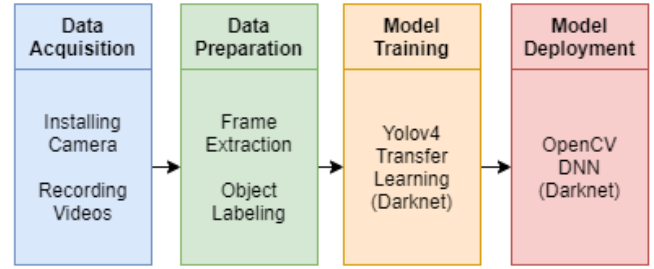 Data
Acquisition
Installing
Camera
Recording
Videos
Data
Preparation
Frame
Extraction
Object
Labeling
Model
Training
Yolov4
Transfer
Learning
(Darknet)
Model
Deployment
OpenCV
DNN
(Darknet)